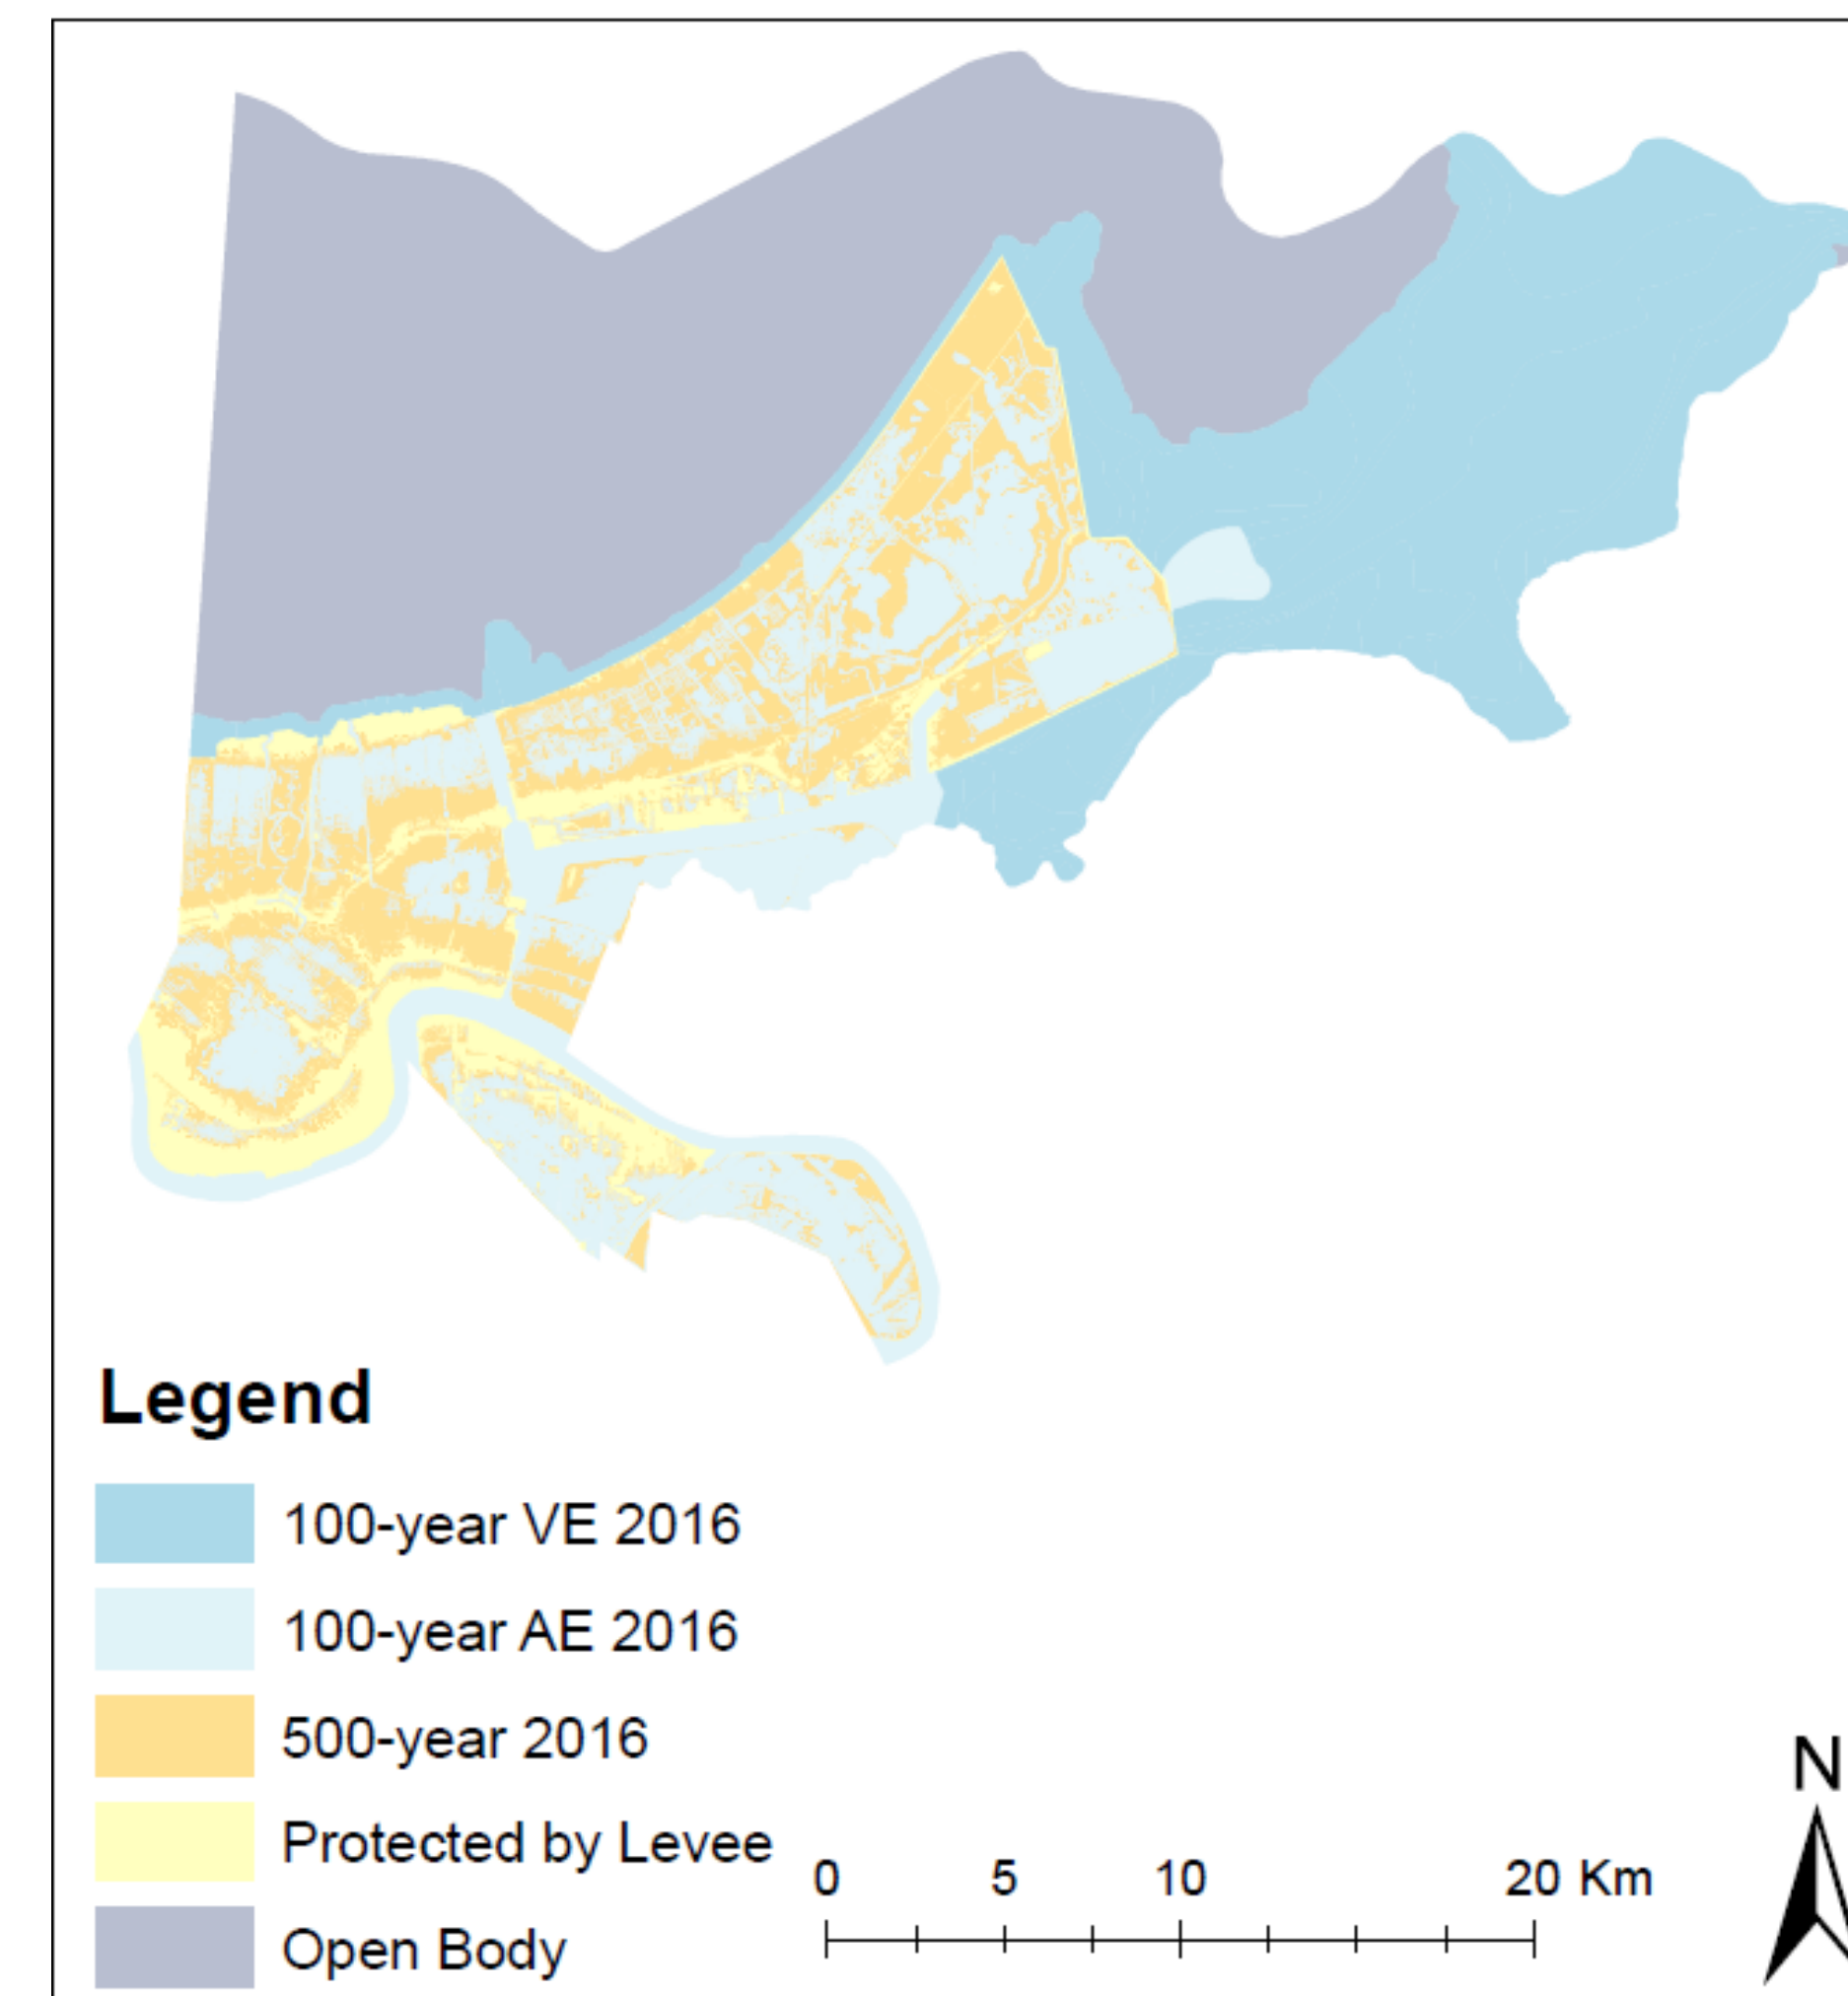 Legend
100-year VE 2016
100-year AE 2016
500-year 2016
Protected by Levee
Open Body
0 5 10 20 Km
N